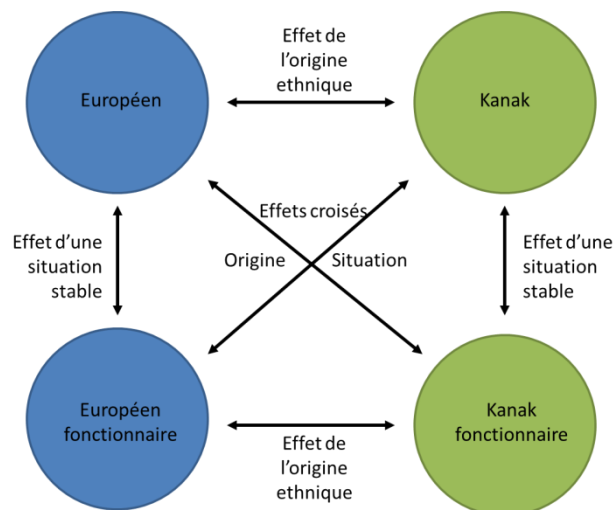 Effet de
l'origine
ethnique
Européen
Kanak
Effets croisés
Effet d'une
situation
stable
Origine
Situation
Effet d'une
situation
stable
Européen
fonctionnaire
Kanak
fonctionnaire
Effet de
l'origine
ethnique